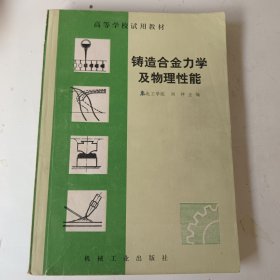 高等学校试用教材
铸造合金力学
及物理性能
机械工业出版社